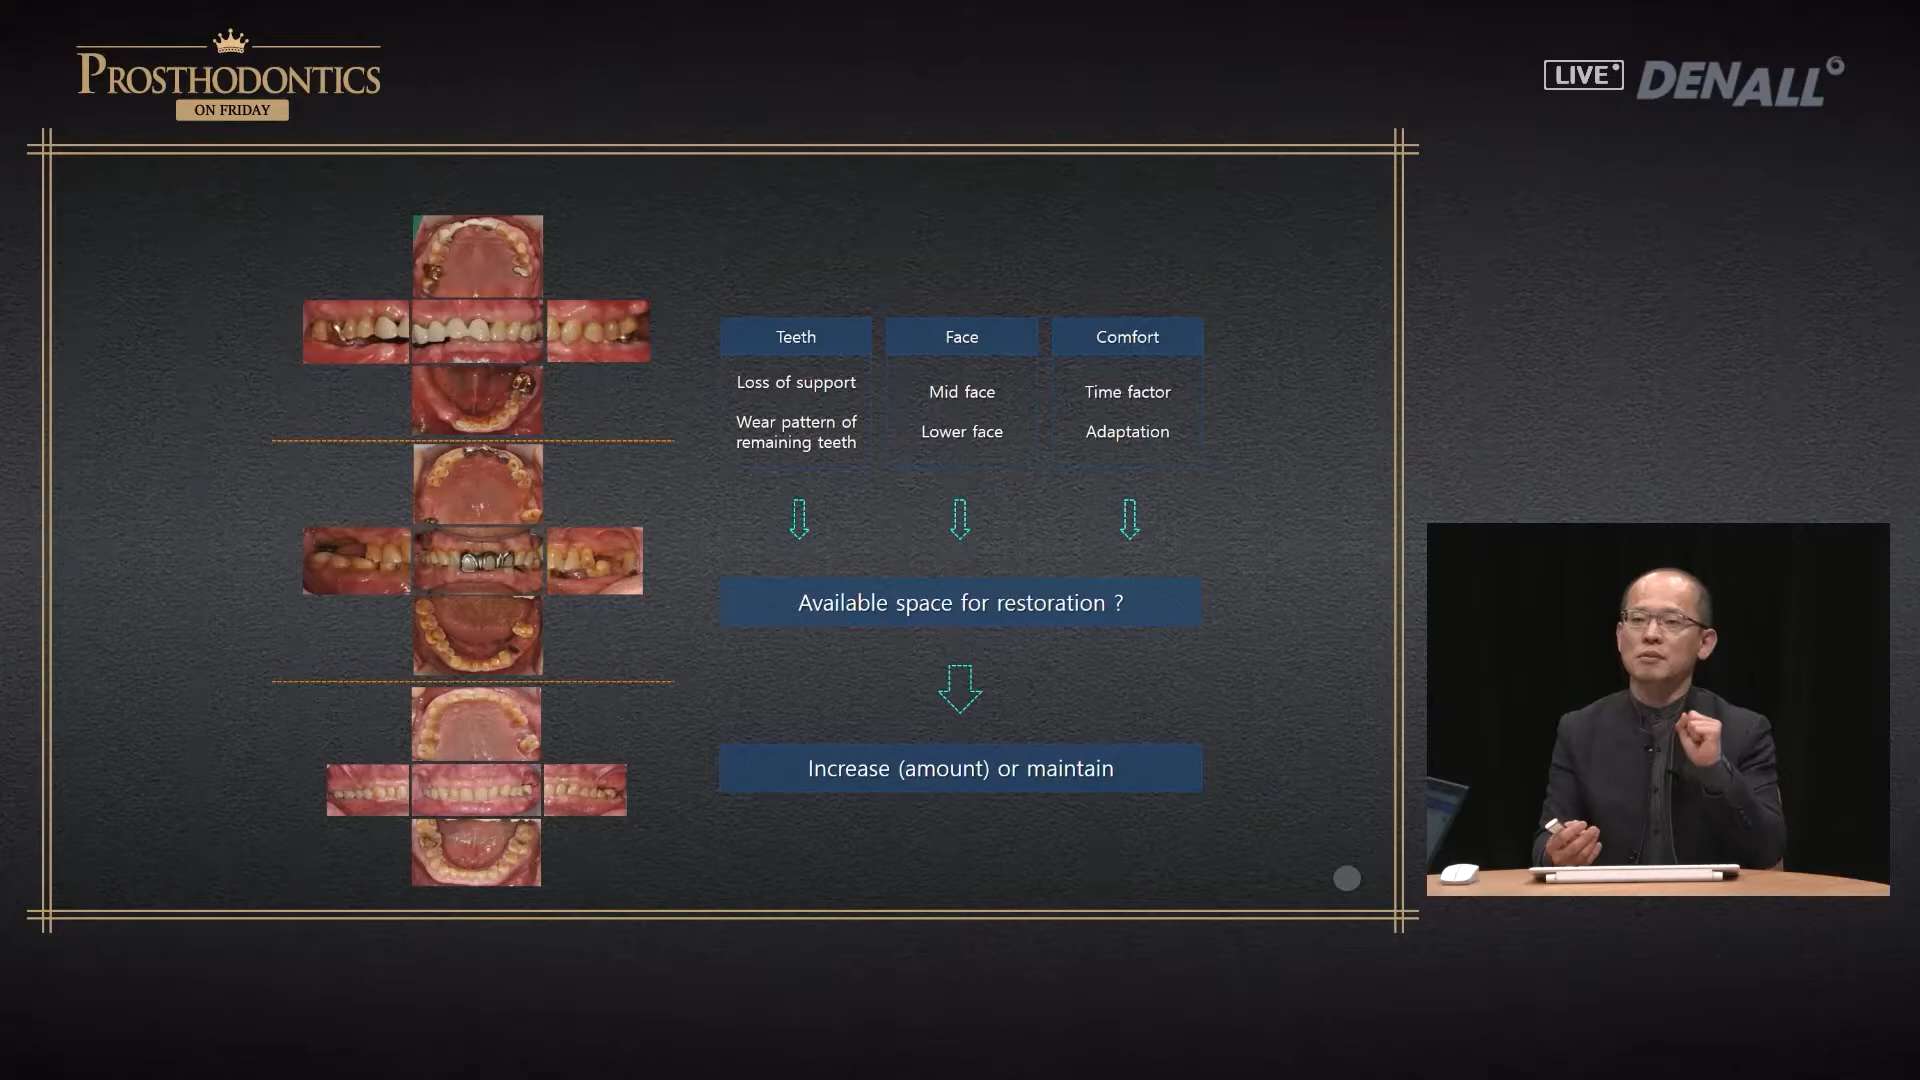 PROSTHODONTICS
ON FRIDAY
LIVE
DENALL
Teeth
Face
Comfort
Loss of support
Wear pattern of
remaining teeth
Mid face
Lower face
Time factor
Adaptation
Available space for restoration ?
Increase (amount) or maintain